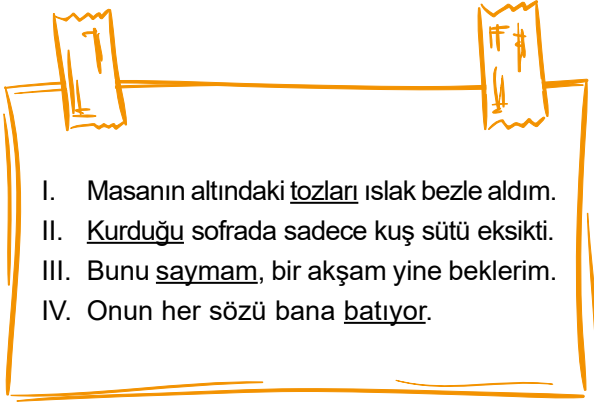 I. Masanın altındaki tozları ıslak bezle aldım.
II. Kurduğu sofrada sadece kuş sütü eksikti.
III. Bunu saymam, bir akşam yine beklerim.
IV. Onun her sözü bana batıyor.